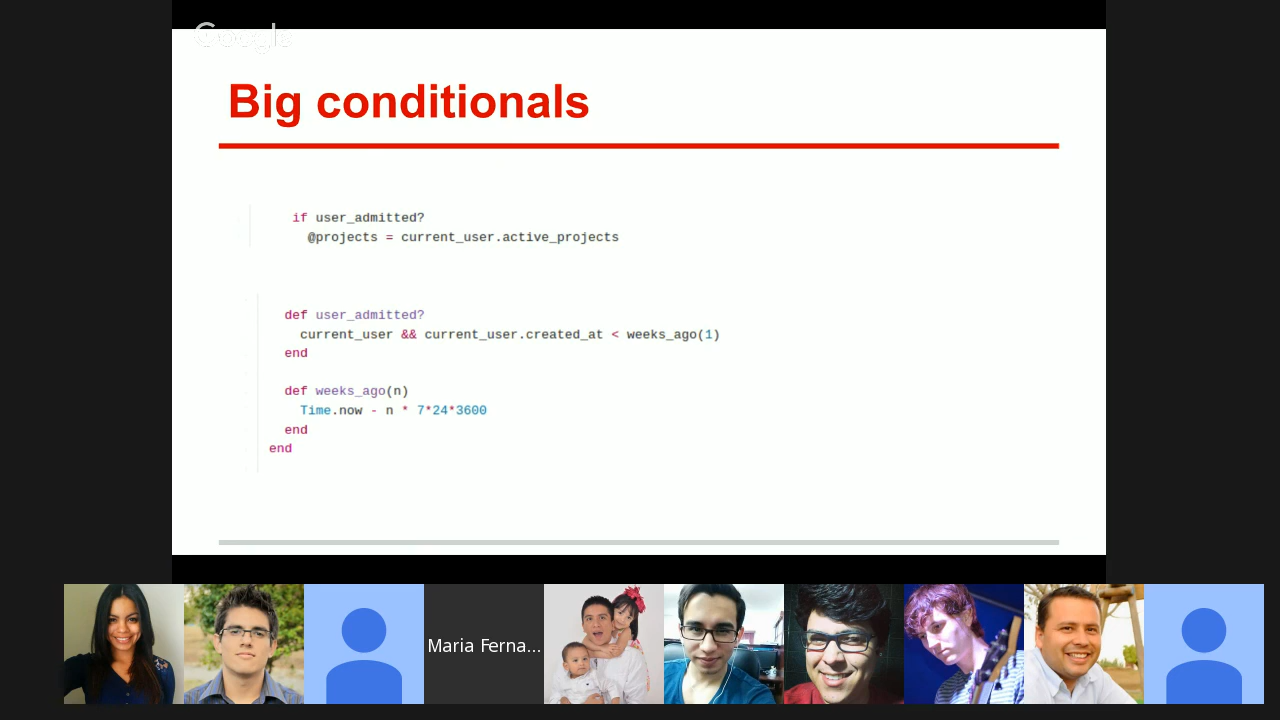 Google
Big conditionals
if user_admitted?
@projects = current_user.active_projects
def user_admitted?
current_user && current_user.created_at < weeks_ago(1)
end
def weeks_ago(n)
Time.now - n * 7*24*3600
end
end
Maria Ferna...